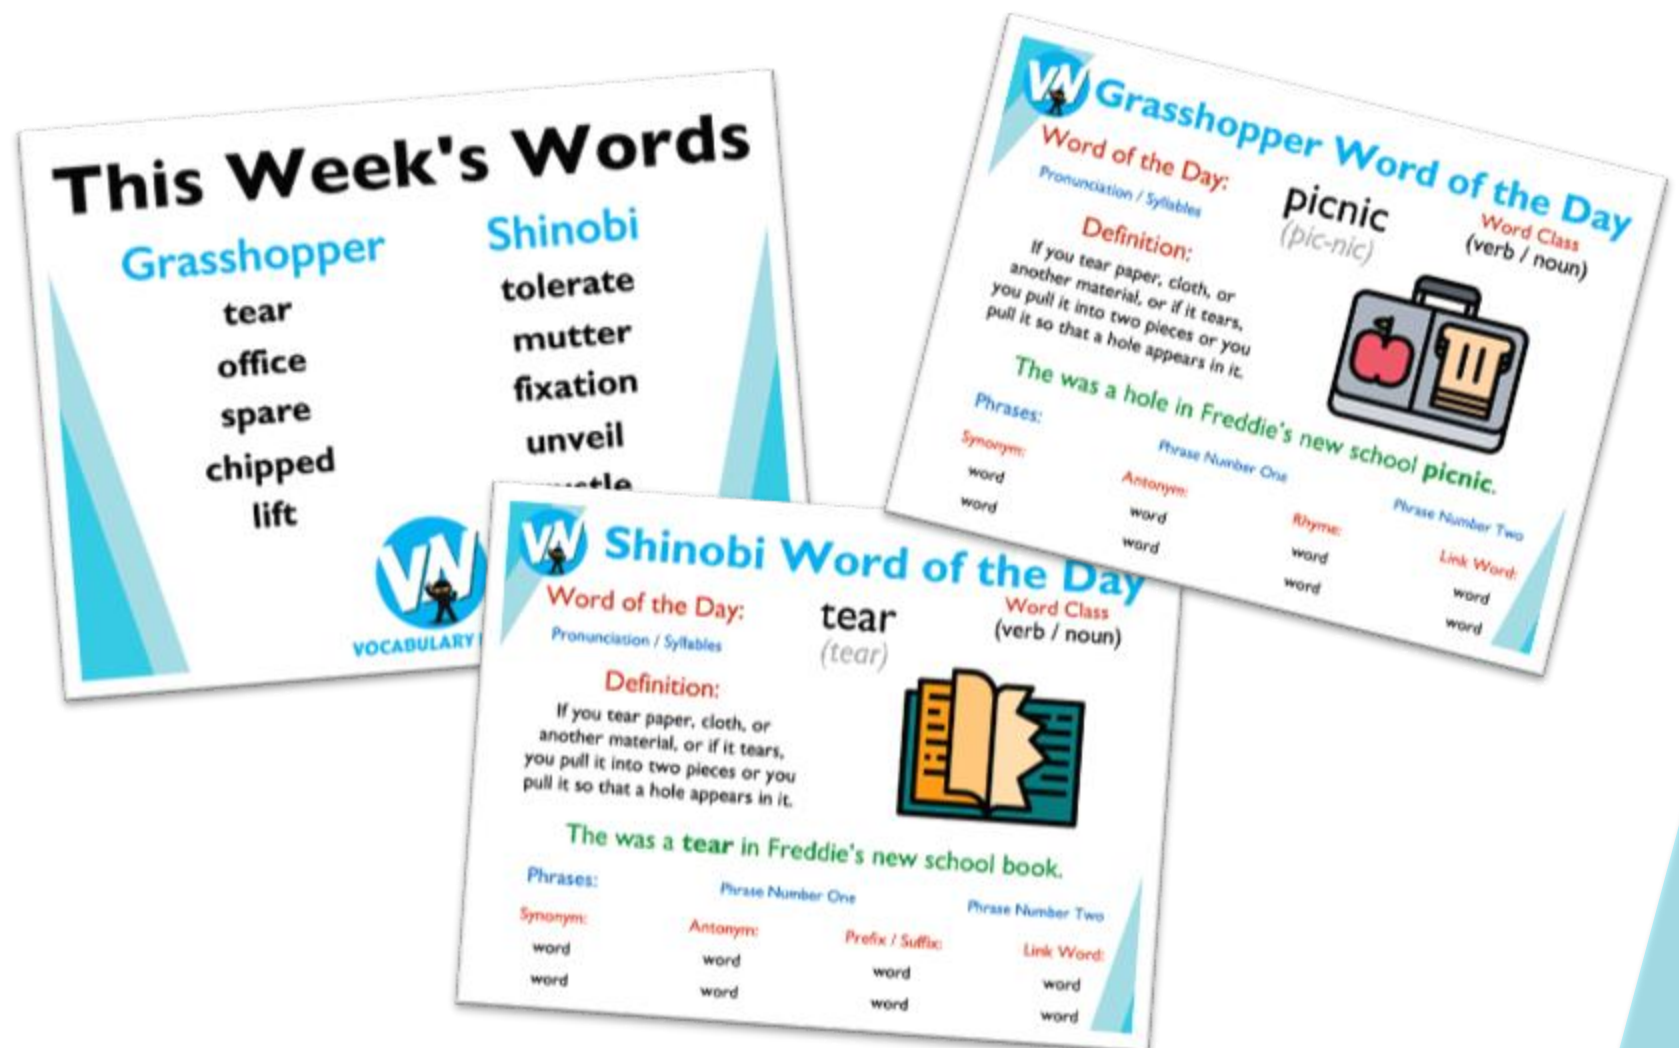 This Week's Words
Grasshopper
tear
office
spare
chipped
lift
Shinobi
tolerate
mutter
fixation
unveil
VN
VOCABULARY
VN
Grasshopper Word of the Day
Word of the Day:
Pronunciation / Syllables
picnic
(pic-nic)
Word Class
(verb / noun)
Definition:
If you tear paper, cloth, or
another material, or if it tears,
you pull it into two pieces or you
pull it so that a hole appears in it.
The was a hole in Freddie's new school picnic.
Phrases:
Phrase Number One
Phrase Number Two
Synonym:
word
word
Antonym:
word
word
Rhyme:
word
word
Link Word:
word
word
VN
Shinobi Word of the Day
Word of the Day:
Pronunciation / Syllables
tear
(tear)
Word Class
(verb / noun)
Definition:
If you tear paper, cloth, or
another material, or if it tears,
you pull it into two pieces or you
pull it so that a hole appears in it.
The was a tear in Freddie's new school book.
Phrases:
Phrase Number One
Phrase Number Two
Synonym:
word
word
Antonym:
word
word
Prefix / Suffix:
word
word
Link Word:
word
word